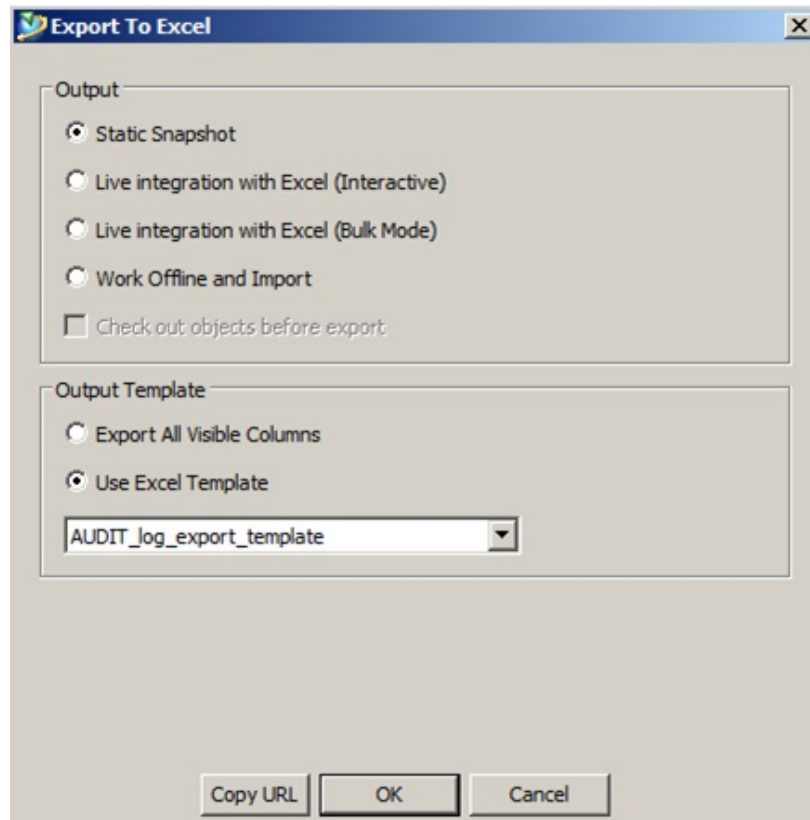 Export To Excel
Output
Static Snapshot
Live integration with Excel (Interactive)
Live integration with Excel (Bulk Mode)
Work Offline and Import
Check out objects before export
Output Template
Export All Visible Columns
Use Excel Template
AUDIT_log_export_template
Copy URL OK Cancel